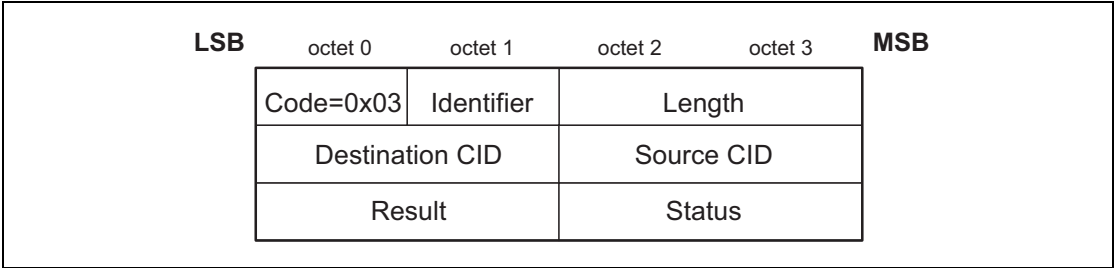 LSB octet 0 octet 1 octet 2 octet 3 MSB
Code=0x03 Identifier Length
Destination CID Source CID
Result Status